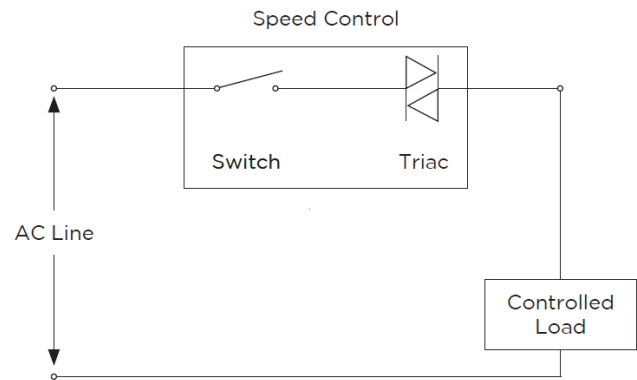 Speed Control
Switch
Triac
AC Line
Controlled
Load